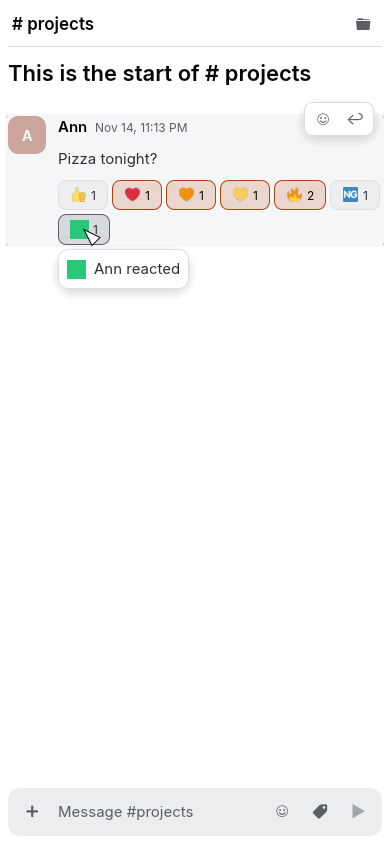 # projects
This is the start of # projects
A
Ann Nov 14, 11:13 PM
Pizza tonight?
1 1 1 1 2 NG 1
1
Ann reacted
Message #projects